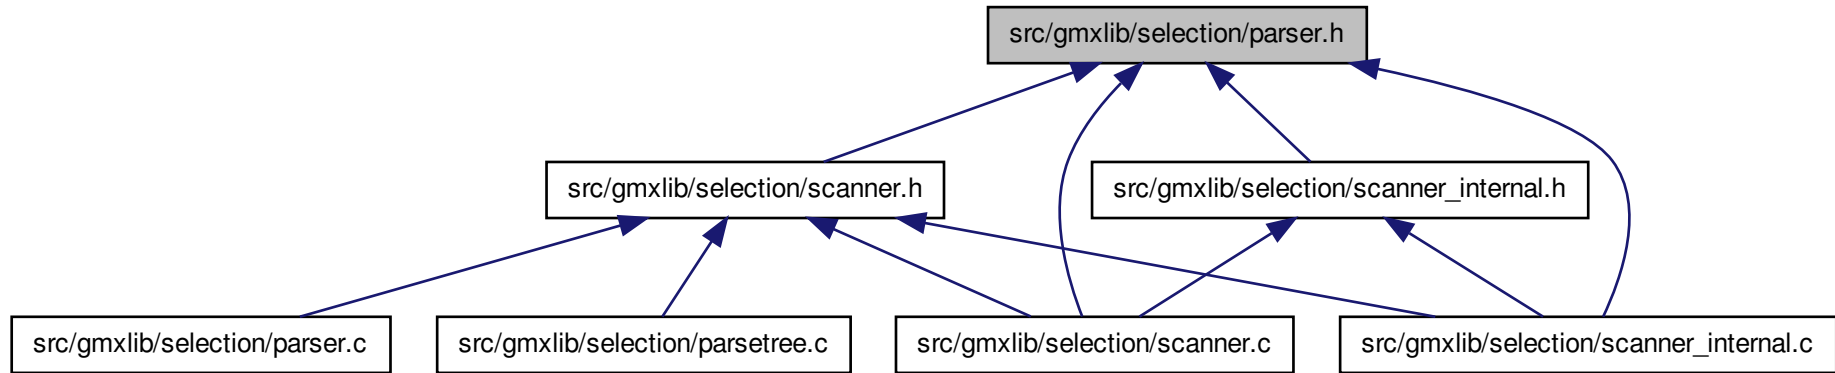 src/gmxlib/selection/parser.h
src/gmxlib/selection/scanner.h
src/gmxlib/selection/scanner_internal.h
src/gmxlib/selection/parser.c
src/gmxlib/selection/parsetree.c
src/gmxlib/selection/scanner.c
src/gmxlib/selection/scanner_internal.c